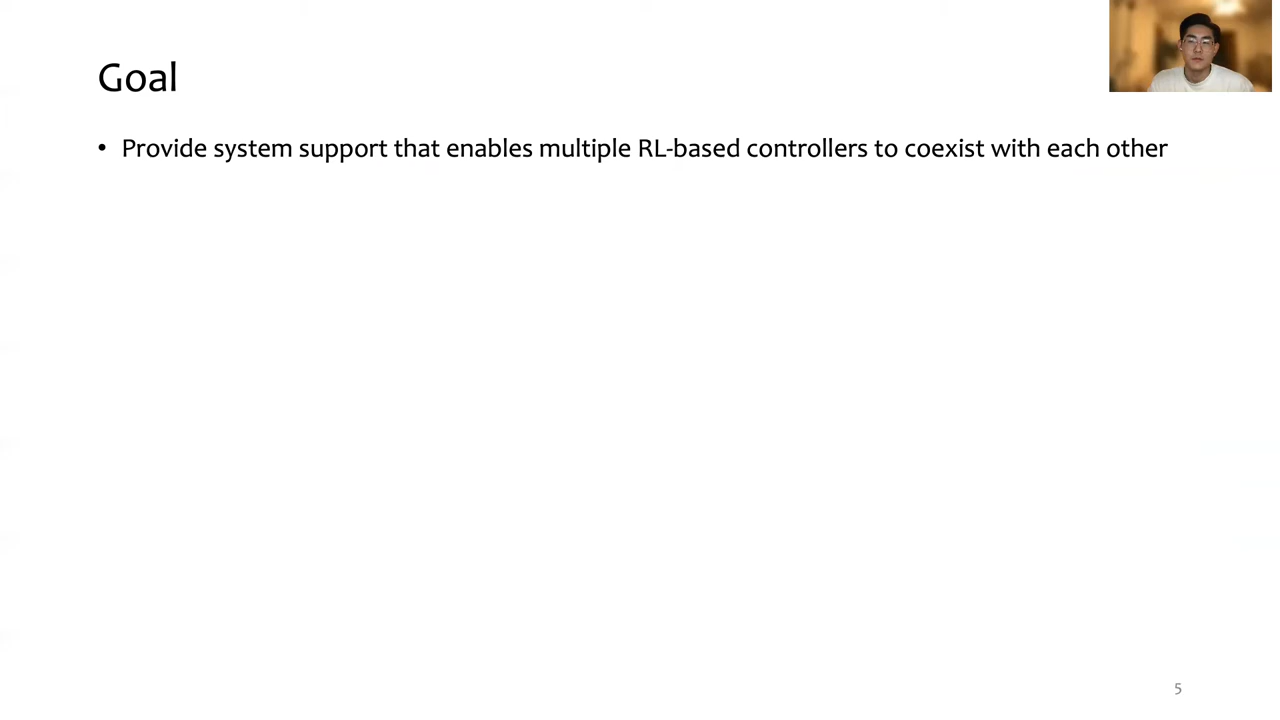 Goal
• Provide system support that enables multiple RL-based controllers to coexist with each other
5